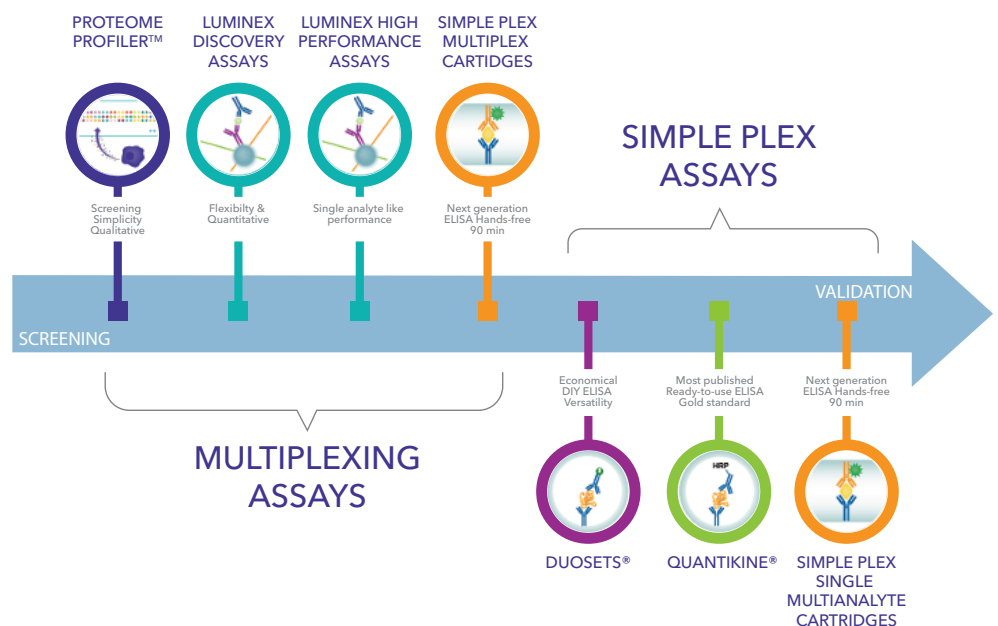 PROTEOME
PROFILER™
LUMINEX
DISCOVERY
ASSAYS
LUMINEX HIGH
PERFORMANCE
ASSAYS
SIMPLE PLEX
MULTIPLEX
CARTIDGES
SIMPLE PLEX
ASSAYS
Screening
Simplicity
Qualitative
Flexibilty &
Quantitative
Single analyte like
performance
Next generation
ELISA Hands-free
90 min
VALIDATION
SCREENING
Economical
DIY ELISA
Versatility
Most published
Ready-to-use ELISA
Gold standard
Next generation
ELISA Hands-free
90 min
MULTIPLEXING
ASSAYS
HRP
DUOSETS®
QUANTIKINE®
SIMPLE PLEX
SINGLE
MULTIANALYTE
CARTRIDGES